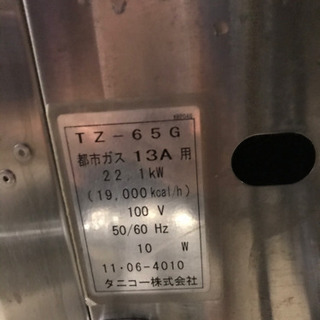 TZ-65G
都市ガス 13A 用
22.1kW
(19,000kcal/h)
100 V
50/60 Hz
10 W
11・06-4010
タニコー株式会社